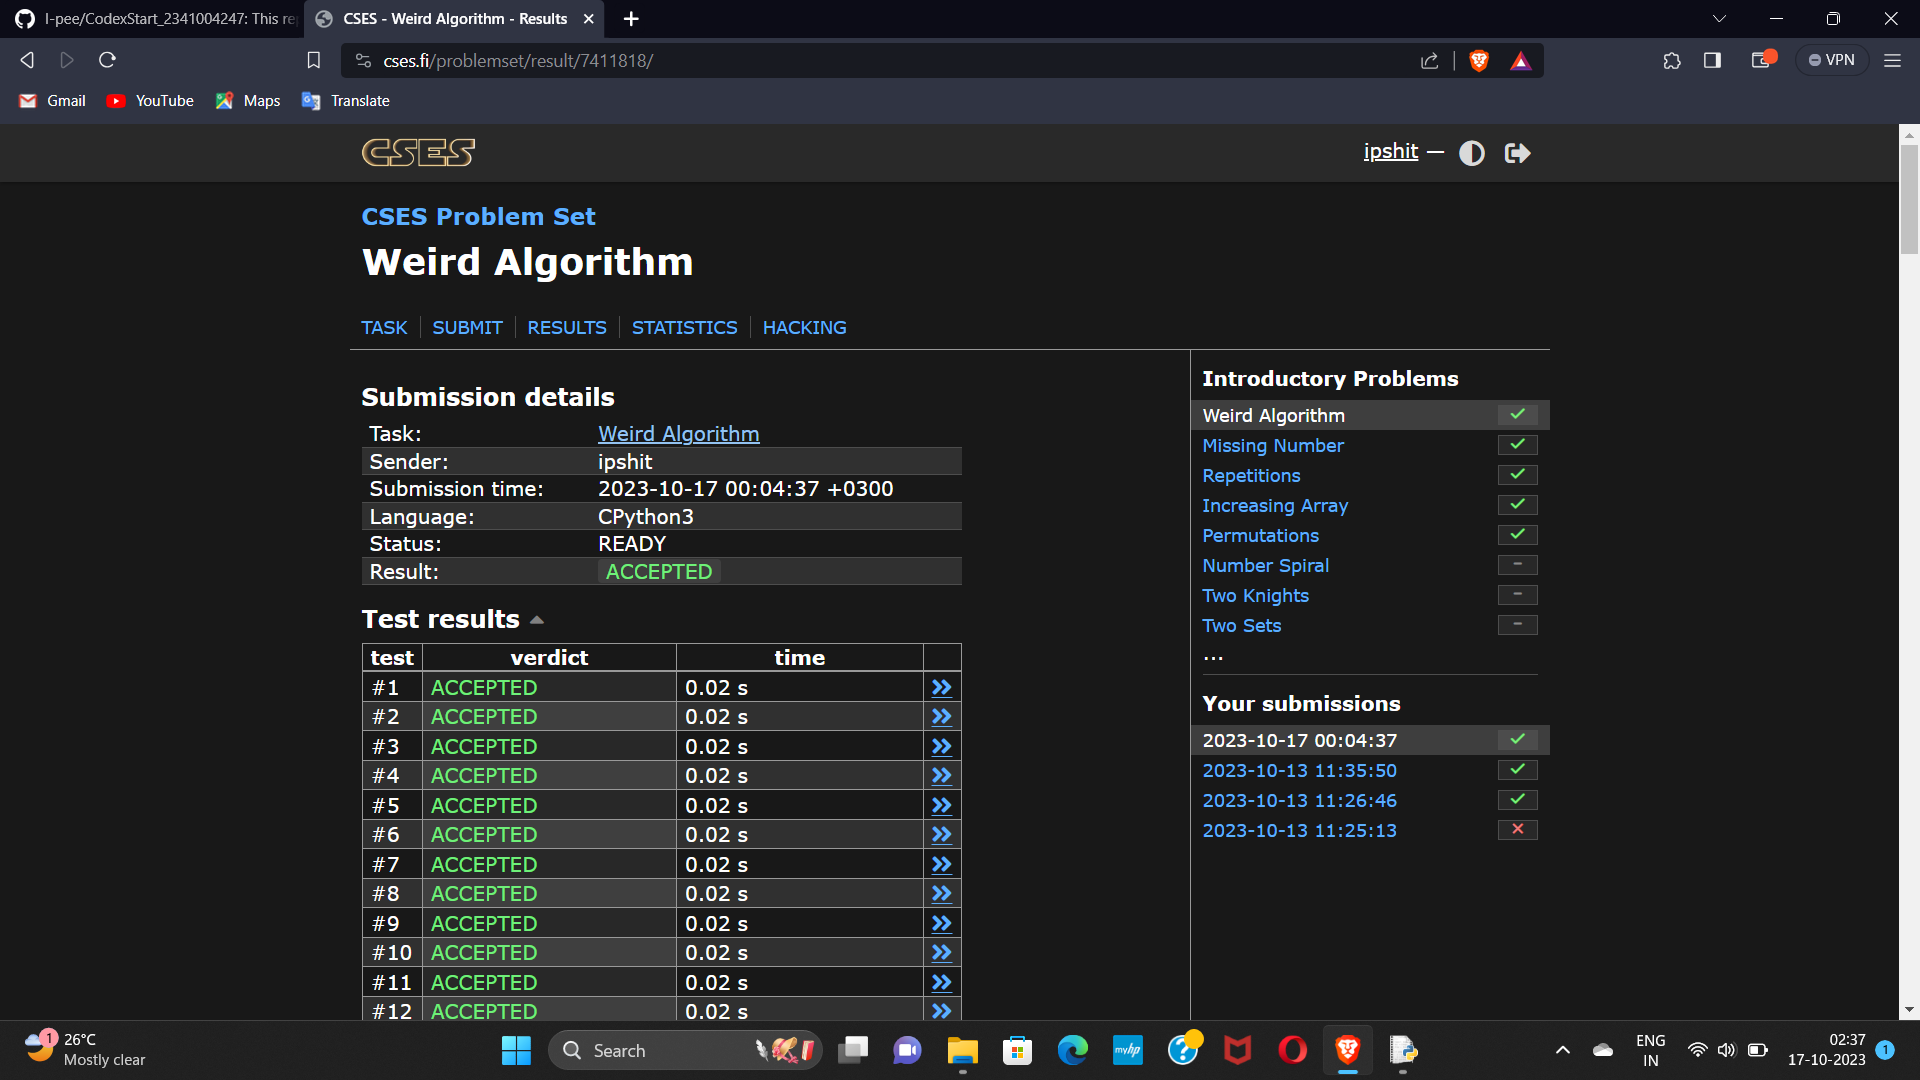 I-pee/CodexStart_2341004247: This re
CSES - Weird Algorithm - Results
cses.fi/problemset/result/7411818/
VPN
Gmail
YouTube
Maps
Translate
CSES
ipshit —
CSES Problem Set
Weird Algorithm
TASK
SUBMIT
RESULTS
STATISTICS
HACKING
Submission details
Task: Weird Algorithm
Sender: ipshit
Submission time: 2023-10-17 00:04:37 +0300
Language: CPython3
Status: READY
Result: ACCEPTED
Test results
test verdict time
#1 ACCEPTED 0.02 s
#2 ACCEPTED 0.02 s
#3 ACCEPTED 0.02 s
#4 ACCEPTED 0.02 s
#5 ACCEPTED 0.02 s
#6 ACCEPTED 0.02 s
#7 ACCEPTED 0.02 s
#8 ACCEPTED 0.02 s
#9 ACCEPTED 0.02 s
#10 ACCEPTED 0.02 s
#11 ACCEPTED 0.02 s
#12 ACCEPTED 0.02 s
Introductory Problems
Weird Algorithm
Missing Number
Repetitions
Increasing Array
Permutations
Number Spiral
Two Knights
Two Sets
...
Your submissions
2023-10-17 00:04:37
2023-10-13 11:35:50
2023-10-13 11:26:46
2023-10-13 11:25:13
1
26°C
Mostly clear
Search
myhp
ENG
IN
02:37
17-10-2023
1